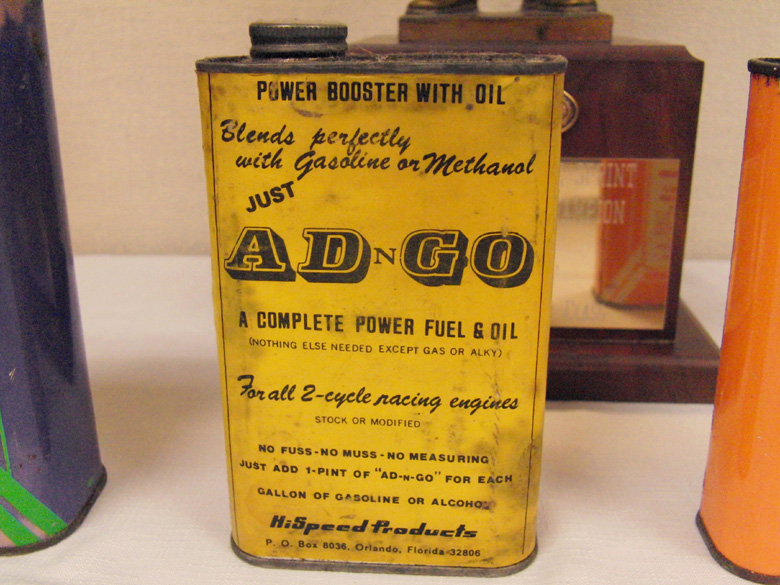 POWER BOOSTER WITH OIL
Blends perfectly
with Gasoline or Methanol
JUST
AD N GO
A COMPLETE POWER FUEL & OIL
(NOTHING ELSE NEEDED EXCEPT GAS OR ALKY)
For all 2-cycle racing engines
STOCK OR MODIFIED
NO FUSS-NO MUSS-NO MEASURING
JUST ADD 1-PINT OF "AD-N-GO" FOR EACH
GALLON OF GASOLINE OR ALCOHOL
HiSpeed Products
P. O. Box 8036, Orlando, Florida 32806